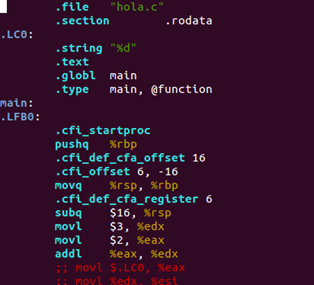 .file "hola.c"
.section .rodata
.LC0:
.string "%d"
.text
.globl main
.type main, @function
main:
.LFB0:
.cfi_startproc
pushq %rbp
.cfi_def_cfa_offset 16
.cfi_offset 6, -16
movq %rsp, %rbp
.cfi_def_cfa_register 6
subq $16, %rsp
movl $3, %edx
movl $2, %eax
addl %eax, %edx
;; movl $.LC0, %eax
;; movl %edx, %esi